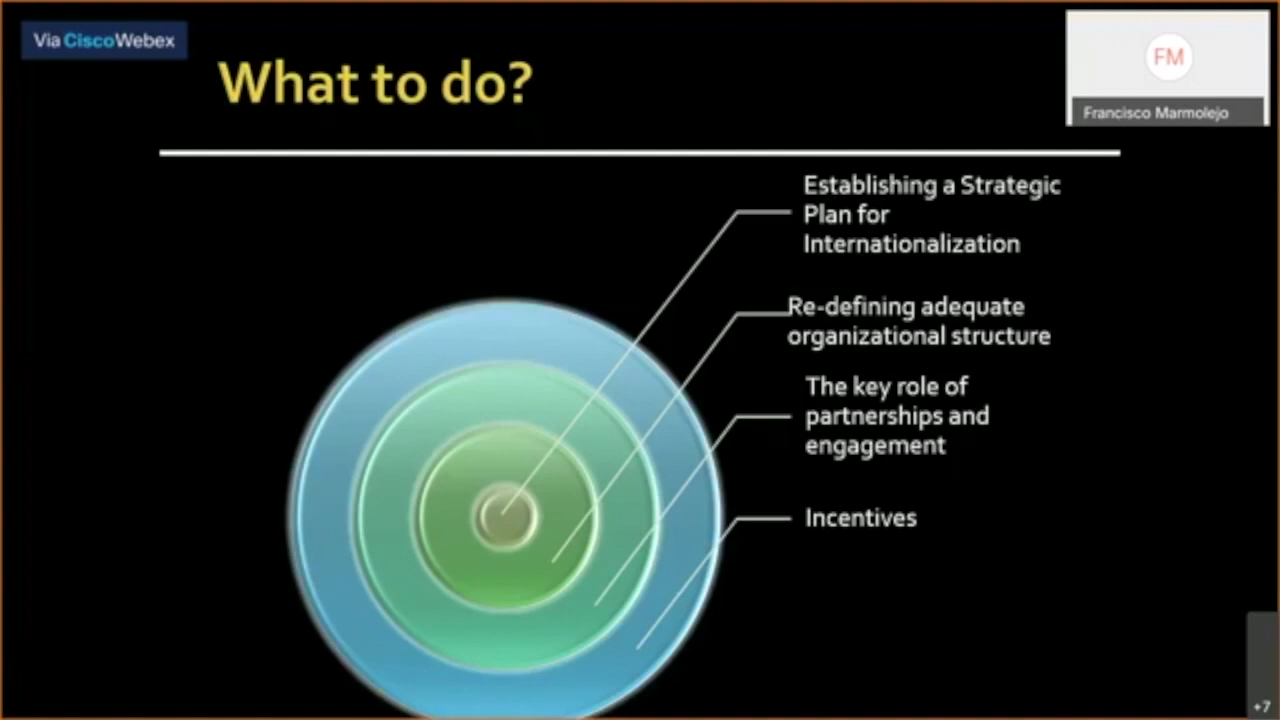 Via CiscoWebex
What to do?
FM
Francisco Marmolejo
Establishing a Strategic
Plan for
Internationalization
Re-defining adequate
organizational structure
The key role of
partnerships and
engagement
Incentives
+7